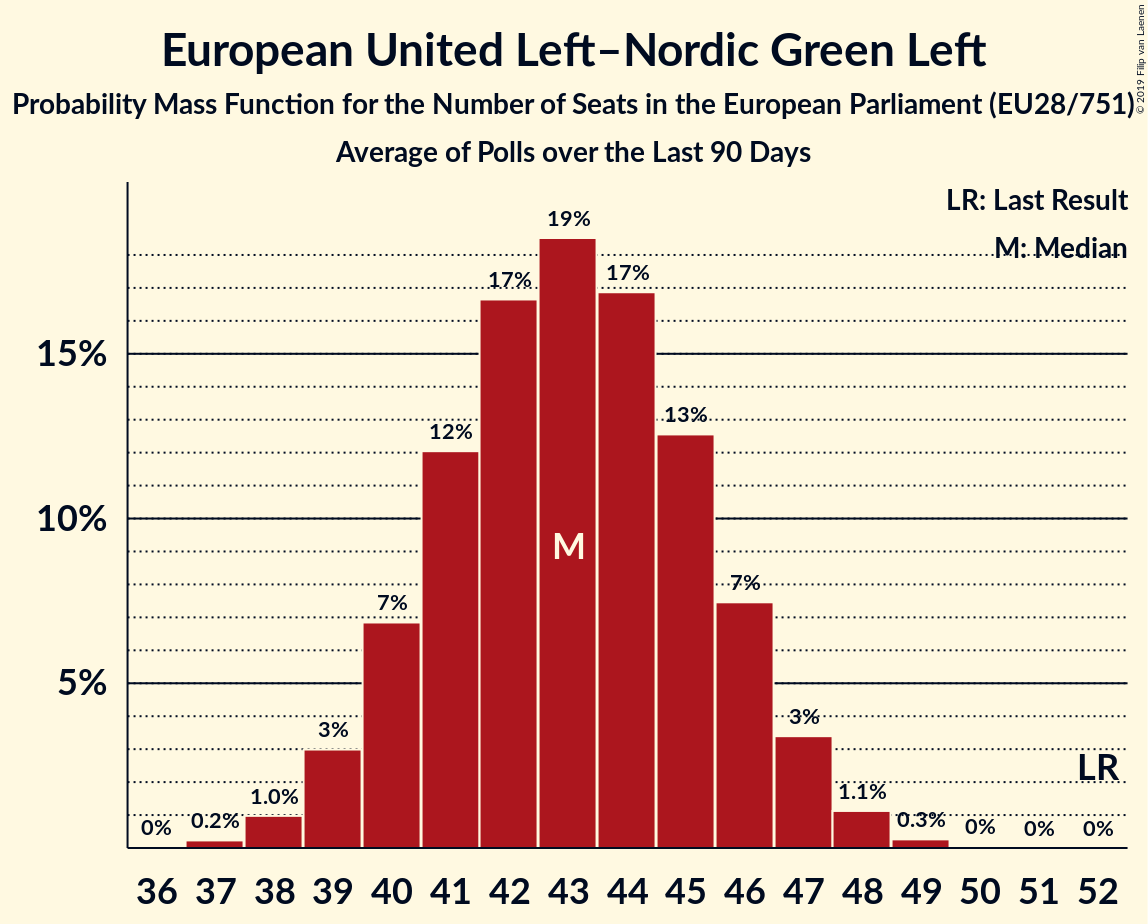 European United Left–Nordic Green Left
Probability Mass Function for the Number of Seats in the European Parliament (EU28/751)
Average of Polls over the Last 90 Days
© 2019 Filip van Laenen
LR: Last Result
M: Median
19%
17% 17%
15%
13%
12%
10%
M
7% 7%
5%
3% 3%
LR
1.0% 1.1%
0% 0.2% 0.3% 0% 0% 0%
36 37 38 39 40 41 42 43 44 45 46 47 48 49 50 51 52